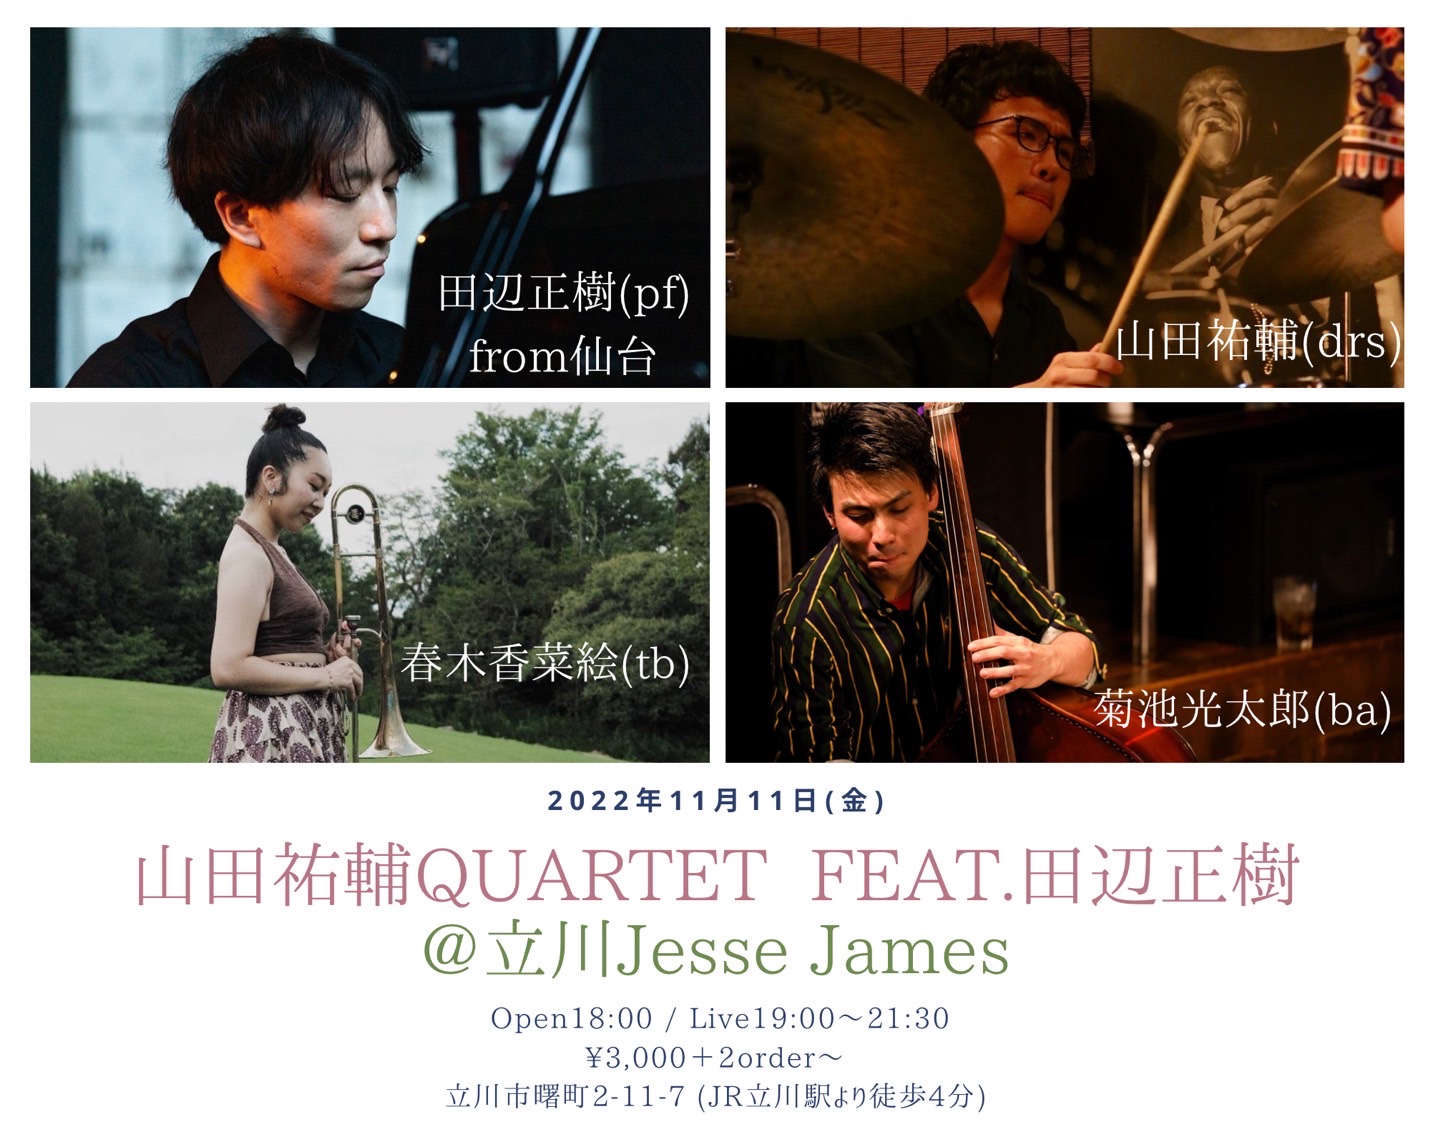 Zildjian
田辺正樹(pf)
from仙台
山田祐輔(drs)
春木香菜絵(tb)
菊池光太郎(ba)
2022年11月11日(金)
山田祐輔QUARTET FEAT.田辺正樹
@立川Jesse James
Open18:00 / Live19:00〜21:30
¥3,000＋2order〜
立川市曙町2-11-7 (JR立川駅より徒歩4分)